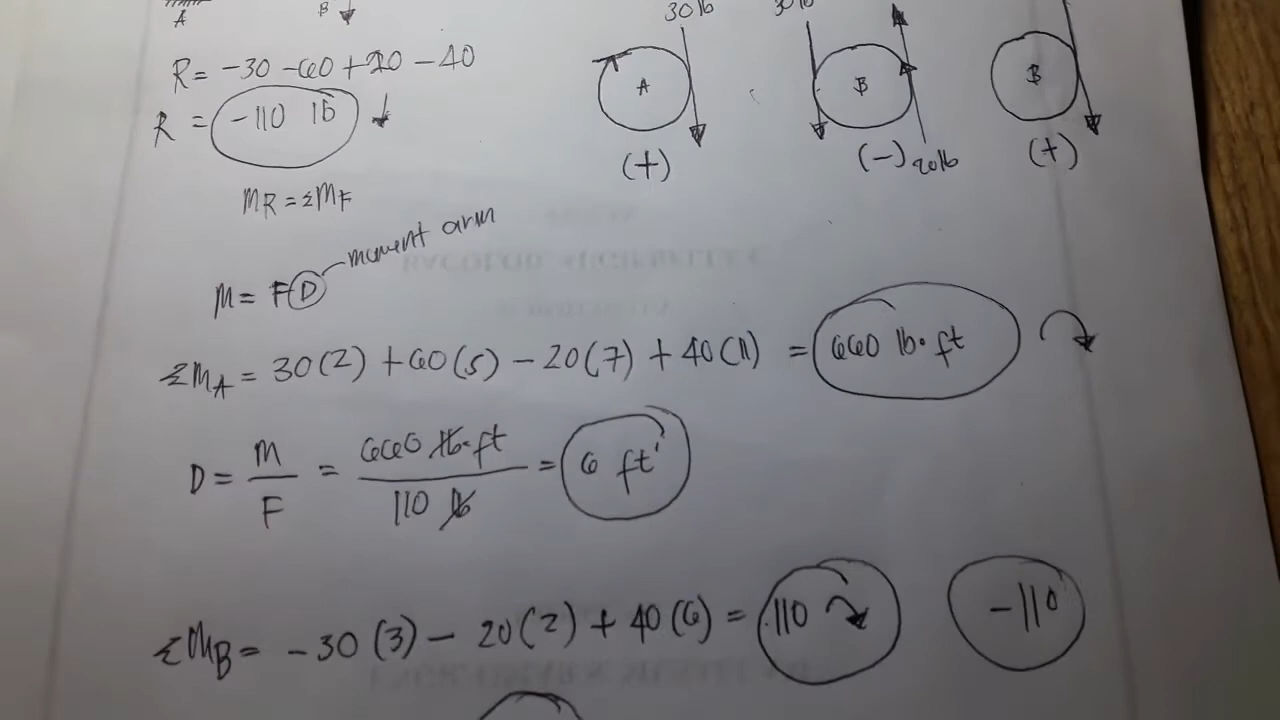 A
B
30 lb
30 lb
R = -30 -60 +20 -40
A
B
B
R = -110 lb
(+)
(-) 20 lb
(+)
MR = ΣMF
moment arm
M = FD
ΣMA = 30(2) + 60(5) - 20(7) + 40(11) = 660 lb·ft
D = M/F = 660 lb·ft / 110 lb = 6 ft'
ΣMB = -30(3) - 20(2) + 40(6) = 110
-110